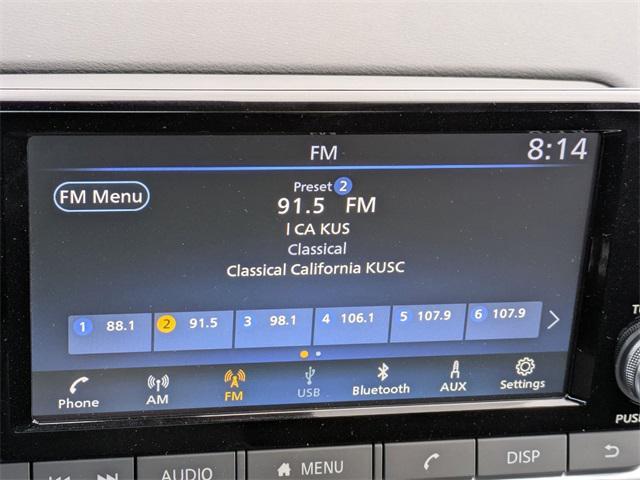 FM 8:14
FM Menu
Preset 2
91.5 FM
l CA KUS
Classical
Classical California KUSC
1 88.1 2 91.5 3 98.1 4 106.1 5 107.9 6 107.9
Phone AM FM USB Bluetooth AUX Settings
PUSH
AUDIO MENU DISP